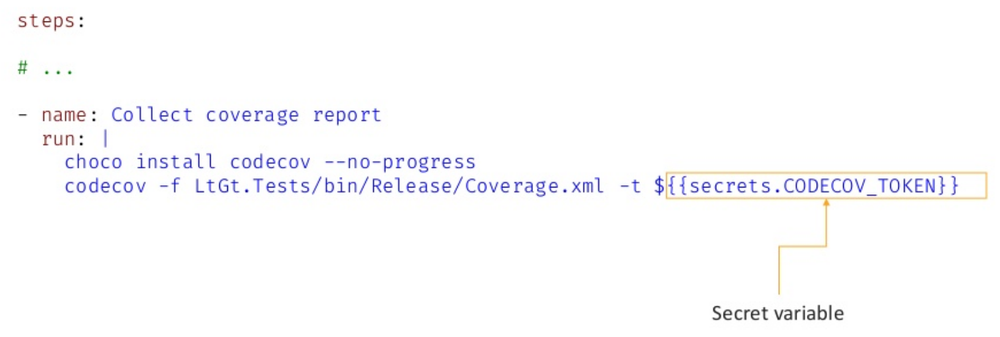 steps:
# ...
- name: Collect coverage report
run: |
choco install codecov --no-progress
codecov -f LtGt.Tests/bin/Release/Coverage.xml -t ${{secrets.CODECOV_TOKEN}}
Secret variable